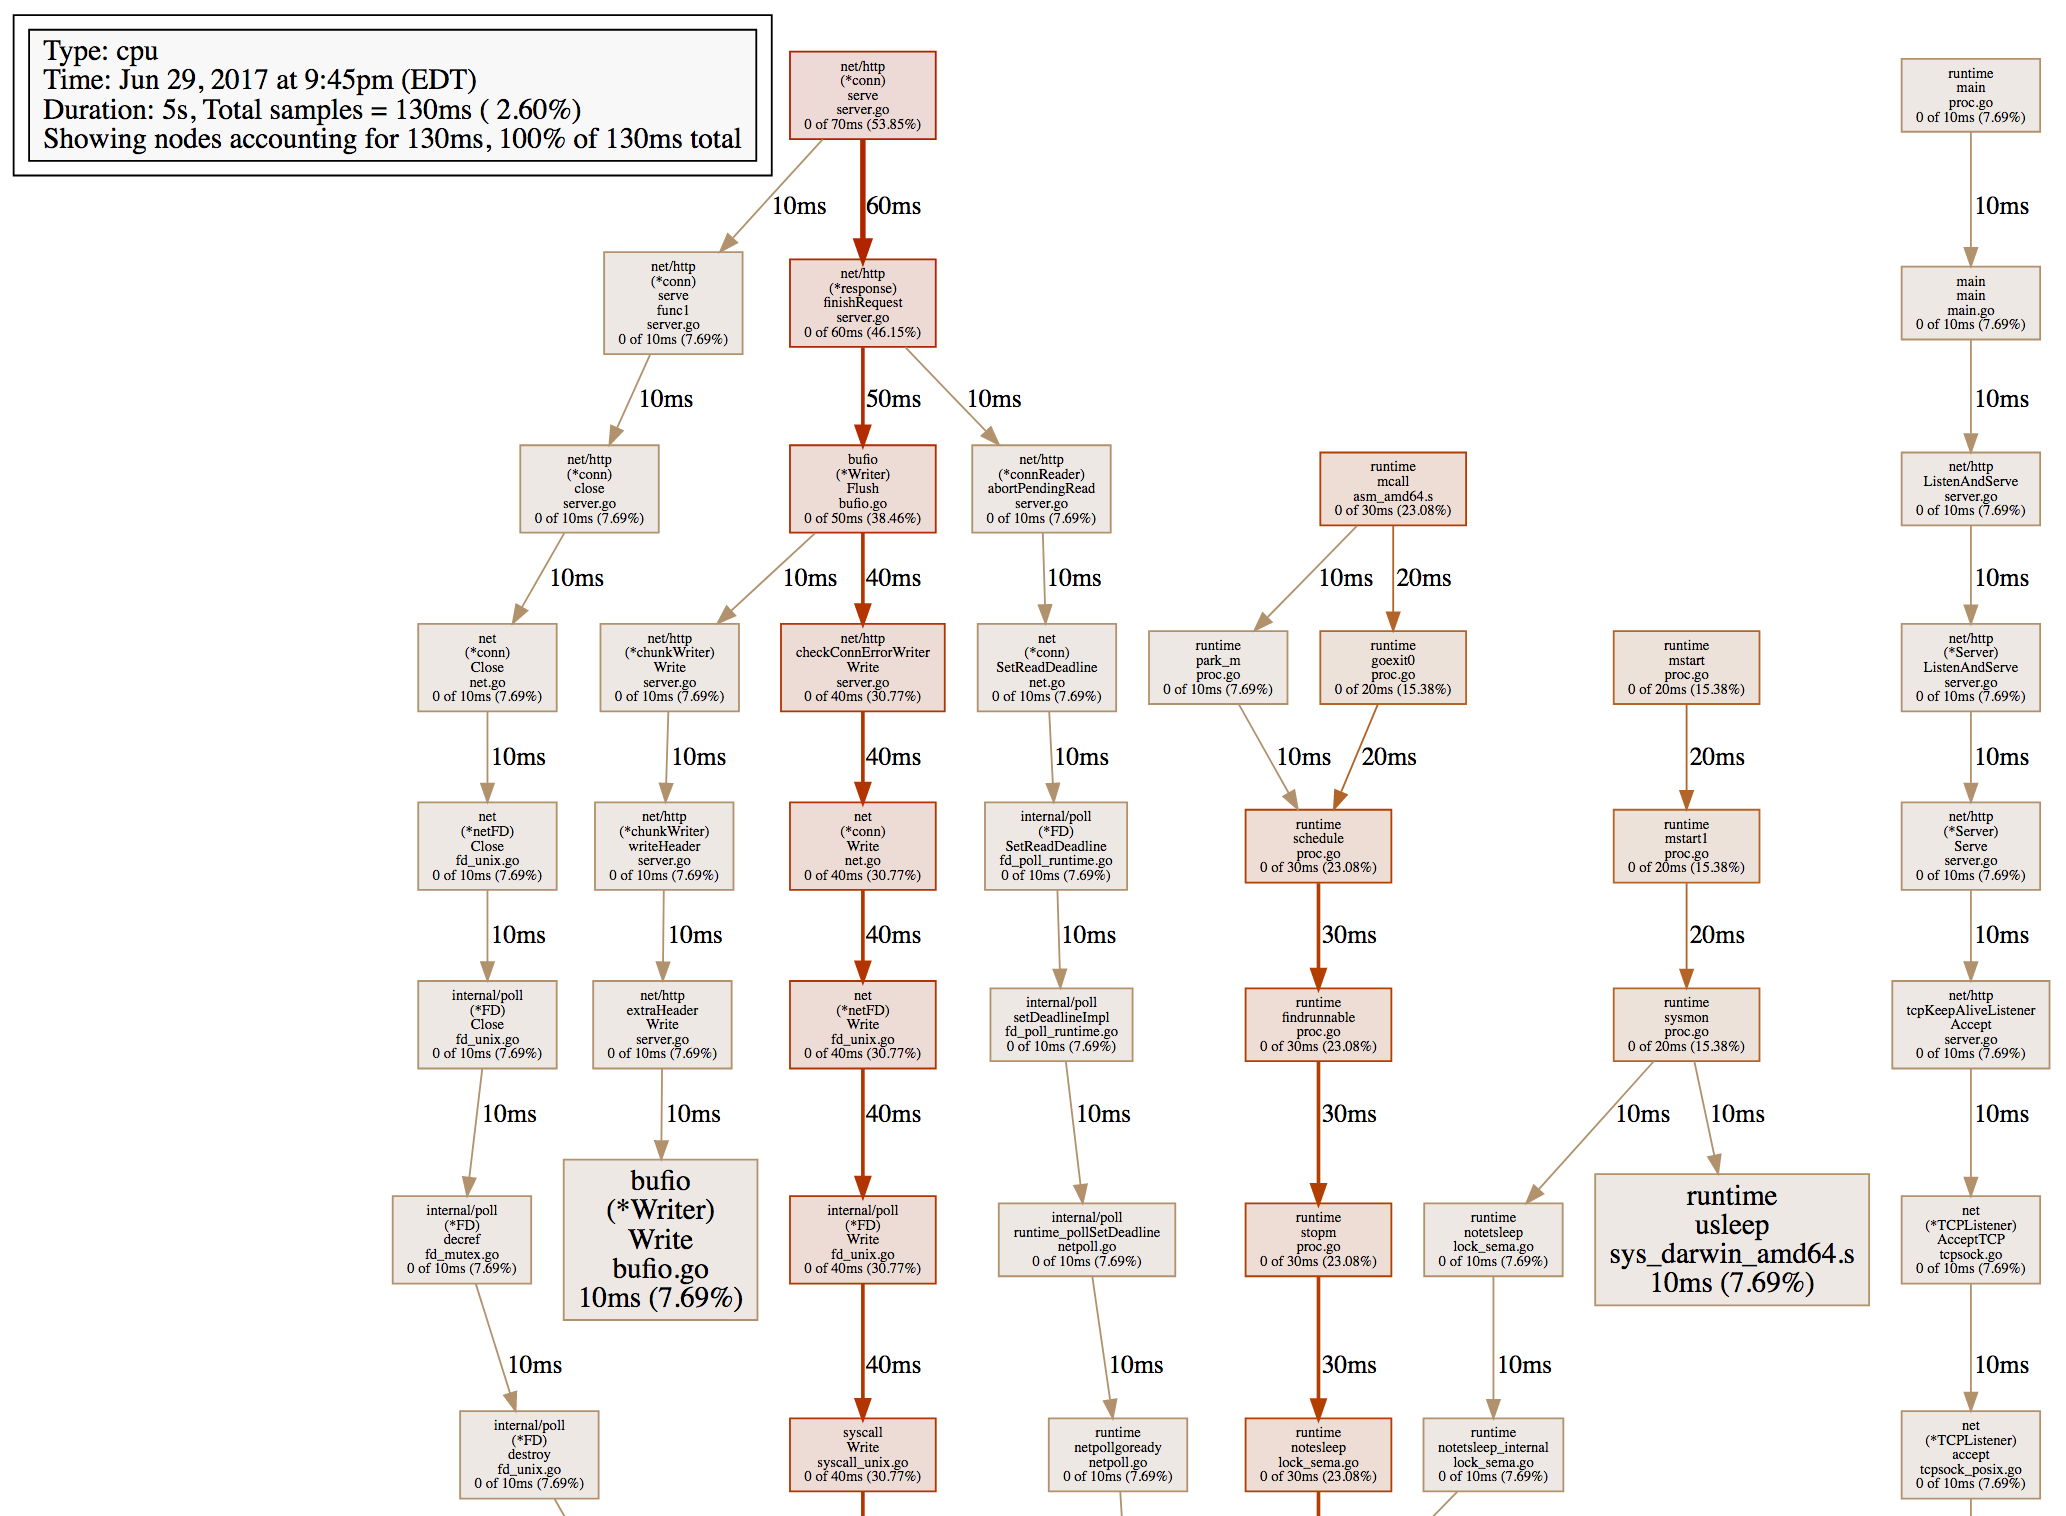 Type: cpu
Time: Jun 29, 2017 at 9:45pm (EDT)
Duration: 5s, Total samples = 130ms ( 2.60%)
Showing nodes accounting for 130ms, 100% of 130ms total
net/http
(*conn)
serve
server.go
0 of 70ms (53.85%)
runtime
main
proc.go
0 of 10ms (7.69%)
10ms
60ms
10ms
net/http
(*conn)
serve
func1
server.go
0 of 10ms (7.69%)
net/http
(*response)
finishRequest
server.go
0 of 60ms (46.15%)
main
main
main.go
0 of 10ms (7.69%)
10ms
50ms
10ms
10ms
net/http
(*conn)
close
server.go
0 of 10ms (7.69%)
bufio
(*Writer)
Flush
bufio.go
0 of 50ms (38.46%)
net/http
(*connReader)
abortPendingRead
server.go
0 of 10ms (7.69%)
runtime
mcall
asm_amd64.s
0 of 30ms (23.08%)
net/http
ListenAndServe
server.go
0 of 10ms (7.69%)
10ms
10ms
40ms
10ms
10ms
20ms
10ms
net
(*conn)
Close
net.go
0 of 10ms (7.69%)
net/http
(*chunkWriter)
Write
server.go
0 of 10ms (7.69%)
net/http
checkConnErrorWriter
Write
server.go
0 of 40ms (30.77%)
net
(*conn)
SetReadDeadline
net.go
0 of 10ms (7.69%)
runtime
park_m
proc.go
0 of 10ms (7.69%)
runtime
goexit0
proc.go
0 of 20ms (15.38%)
runtime
mstart
proc.go
0 of 20ms (15.38%)
net/http
(*Server)
ListenAndServe
server.go
0 of 10ms (7.69%)
10ms
10ms
40ms
10ms
10ms
20ms
20ms
10ms
net
(*netFD)
Close
fd_unix.go
0 of 10ms (7.69%)
net/http
(*chunkWriter)
writeHeader
server.go
0 of 10ms (7.69%)
net
(*conn)
Write
net.go
0 of 40ms (30.77%)
internal/poll
(*FD)
SetReadDeadline
fd_poll_runtime.go
0 of 10ms (7.69%)
runtime
schedule
proc.go
0 of 30ms (23.08%)
runtime
mstart1
proc.go
0 of 20ms (15.38%)
net/http
(*Server)
Serve
server.go
0 of 10ms (7.69%)
10ms
10ms
40ms
10ms
30ms
20ms
10ms
internal/poll
(*FD)
Close
fd_unix.go
0 of 10ms (7.69%)
net/http
extraHeader
Write
server.go
0 of 10ms (7.69%)
net
(*netFD)
Write
fd_unix.go
0 of 40ms (30.77%)
internal/poll
setDeadlineImpl
fd_poll_runtime.go
0 of 10ms (7.69%)
runtime
findrunnable
proc.go
0 of 30ms (23.08%)
runtime
sysmon
proc.go
0 of 20ms (15.38%)
net/http
tcpKeepAliveListener
Accept
server.go
0 of 10ms (7.69%)
10ms
10ms
40ms
10ms
30ms
10ms
10ms
10ms
internal/poll
(*FD)
decref
fd_mutex.go
0 of 10ms (7.69%)
bufio
(*Writer)
Write
bufio.go
10ms (7.69%)
internal/poll
(*FD)
Write
fd_unix.go
0 of 40ms (30.77%)
internal/poll
runtime_pollSetDeadline
netpoll.go
0 of 10ms (7.69%)
runtime
stopm
proc.go
0 of 30ms (23.08%)
runtime
notetsleep
lock_sema.go
0 of 10ms (7.69%)
runtime
usleep
sys_darwin_amd64.s
10ms (7.69%)
net
(*TCPListener)
AcceptTCP
tcpsock.go
0 of 10ms (7.69%)
10ms
40ms
10ms
30ms
10ms
10ms
internal/poll
(*FD)
destroy
fd_unix.go
0 of 10ms (7.69%)
syscall
Write
syscall_unix.go
0 of 40ms (30.77%)
runtime
netpollgoready
netpoll.go
0 of 10ms (7.69%)
runtime
notesleep
lock_sema.go
0 of 30ms (23.08%)
runtime
notetsleep_internal
lock_sema.go
0 of 10ms (7.69%)
net
(*TCPListener)
accept
tcpsock_posix.go
0 of 10ms (7.69%)